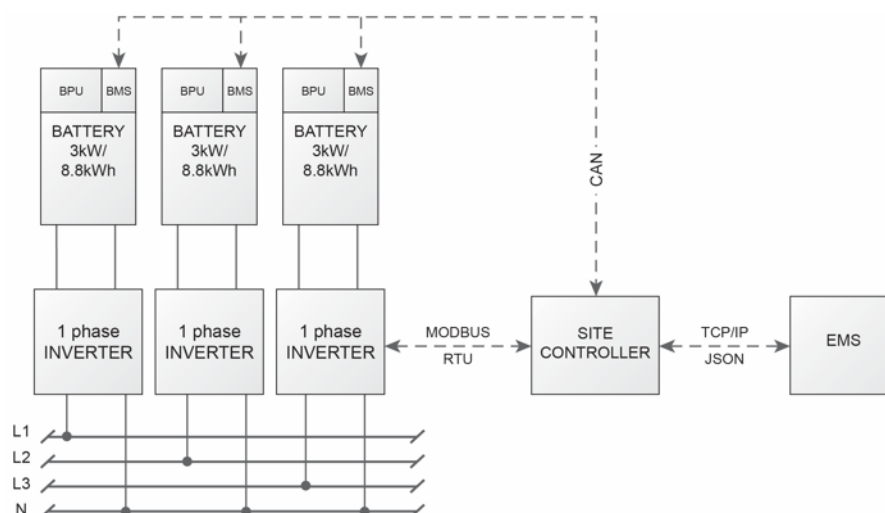 BPU BMS BPU BMS BPU BMS
BATTERY
3kW/
8.8kWh
BATTERY
3kW/
8.8kWh
BATTERY
3kW/
8.8kWh
CAN
1 phase
INVERTER
1 phase
INVERTER
1 phase
INVERTER
MODBUS
RTU
SITE
CONTROLLER
TCP/IP
JSON
EMS
L1
L2
L3
N